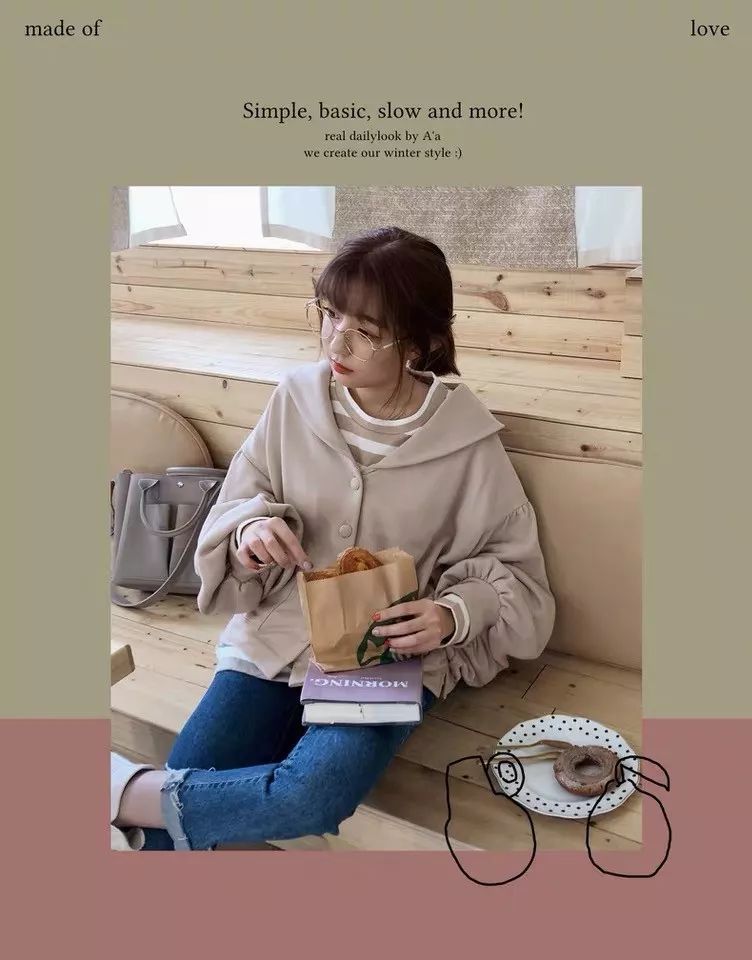 made of
love
Simple, basic, slow and more!
real dailylook by A'a
we create our winter style :)
MORNING